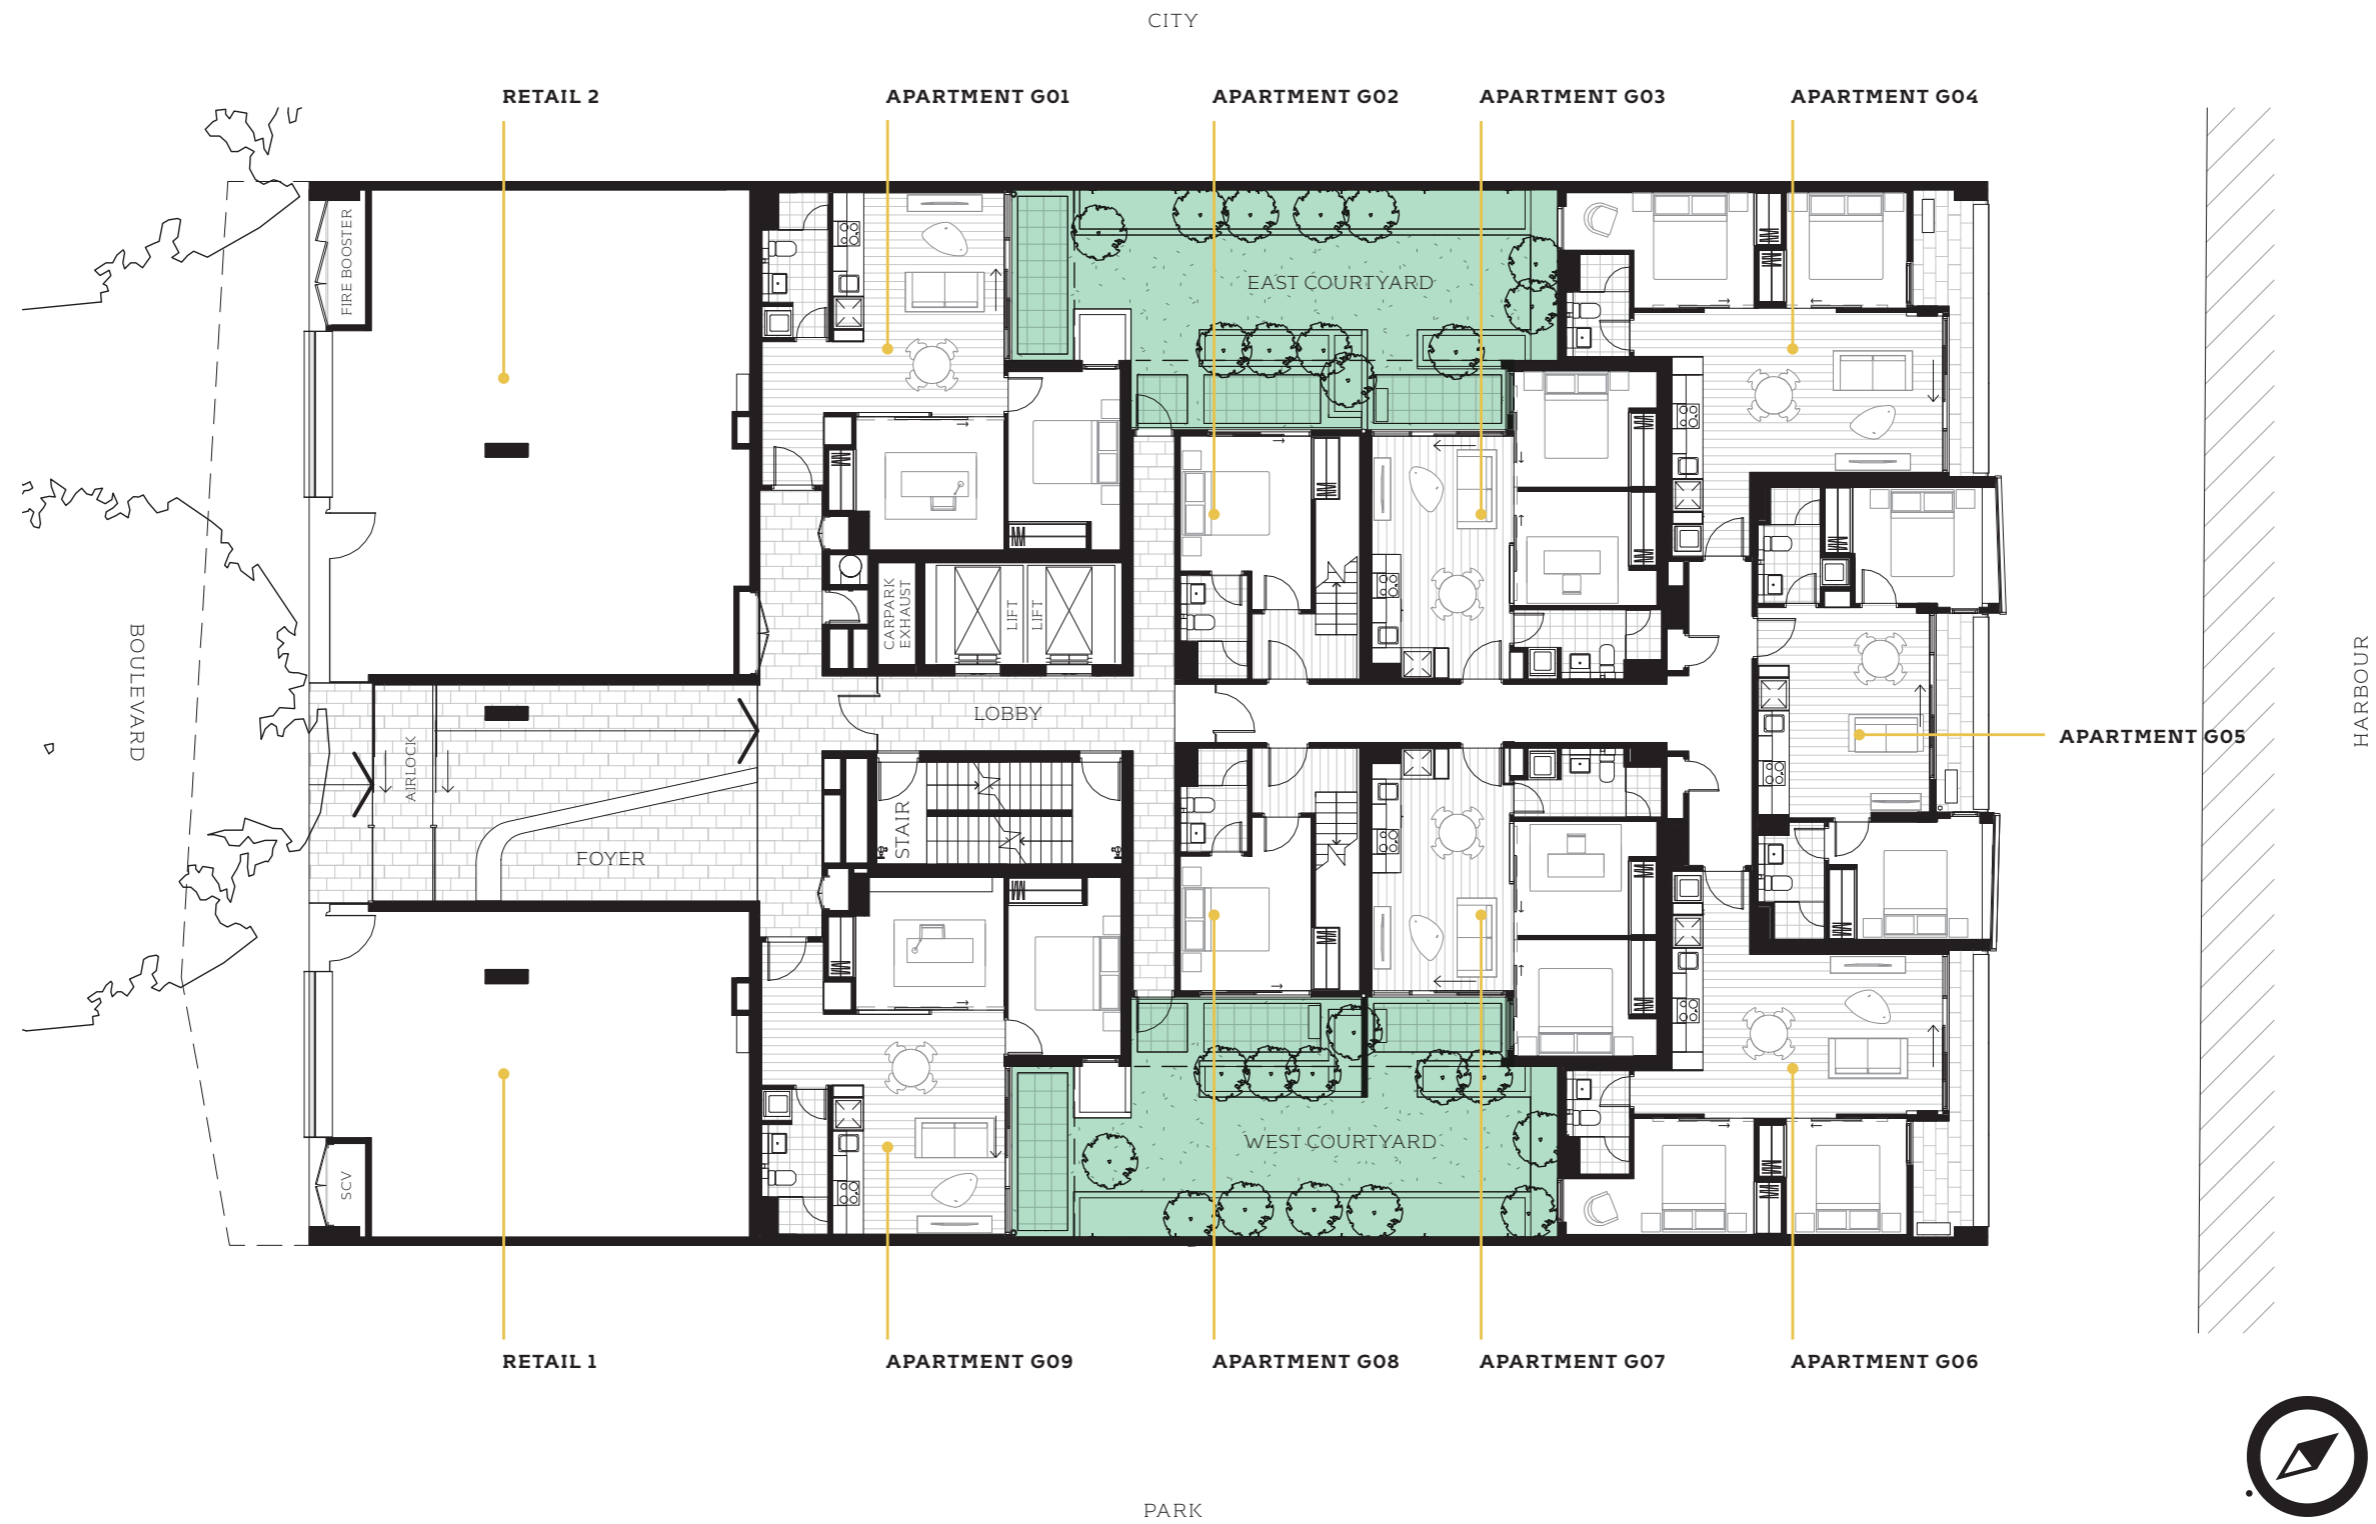 CITY
RETAIL 2
APARTMENT G01
APARTMENT G02
APARTMENT G03
APARTMENT G04
FIRE BOOSTER
EAST COURTYARD
CARPARK
EXHAUST
LIFT
LIFT
BOULEVARD
HARBOUR
LOBBY
APARTMENT G05
AIRLOCK
STAIR
FOYER
WEST COURTYARD
SCV
RETAIL 1
APARTMENT G09
APARTMENT G08
APARTMENT G07
APARTMENT G06
PARK